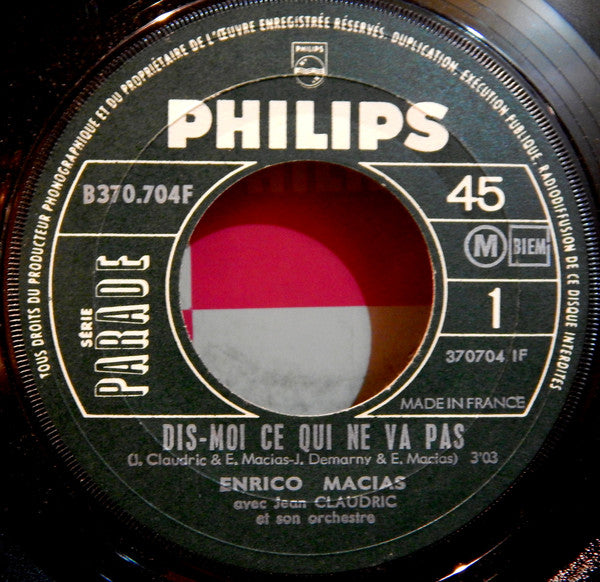 TOUS DROITS DU PRODUCTEUR PHONOGRAPHIQUE ET DU PROPRIÉTAIRE DE L'ŒUVRE ENREGISTRÉE RÉSERVÉS. DUPLICATION, EXÉCUTION PUBLIQUE, RADIODIFFUSION DE CE DISQUE INTERDITES
PHILIPS
PHILIPS
B370.704F
45
M BIEM
SÉRIE
PARADE
1
370704 1F
MADE IN FRANCE
DIS-MOI CE QUI NE VA PAS
(J. Claudric & E. Macias-J. Demarny & E. Macias) 3'03
ENRICO MACIAS
avec Jean CLAUDRIC
et son orchestre